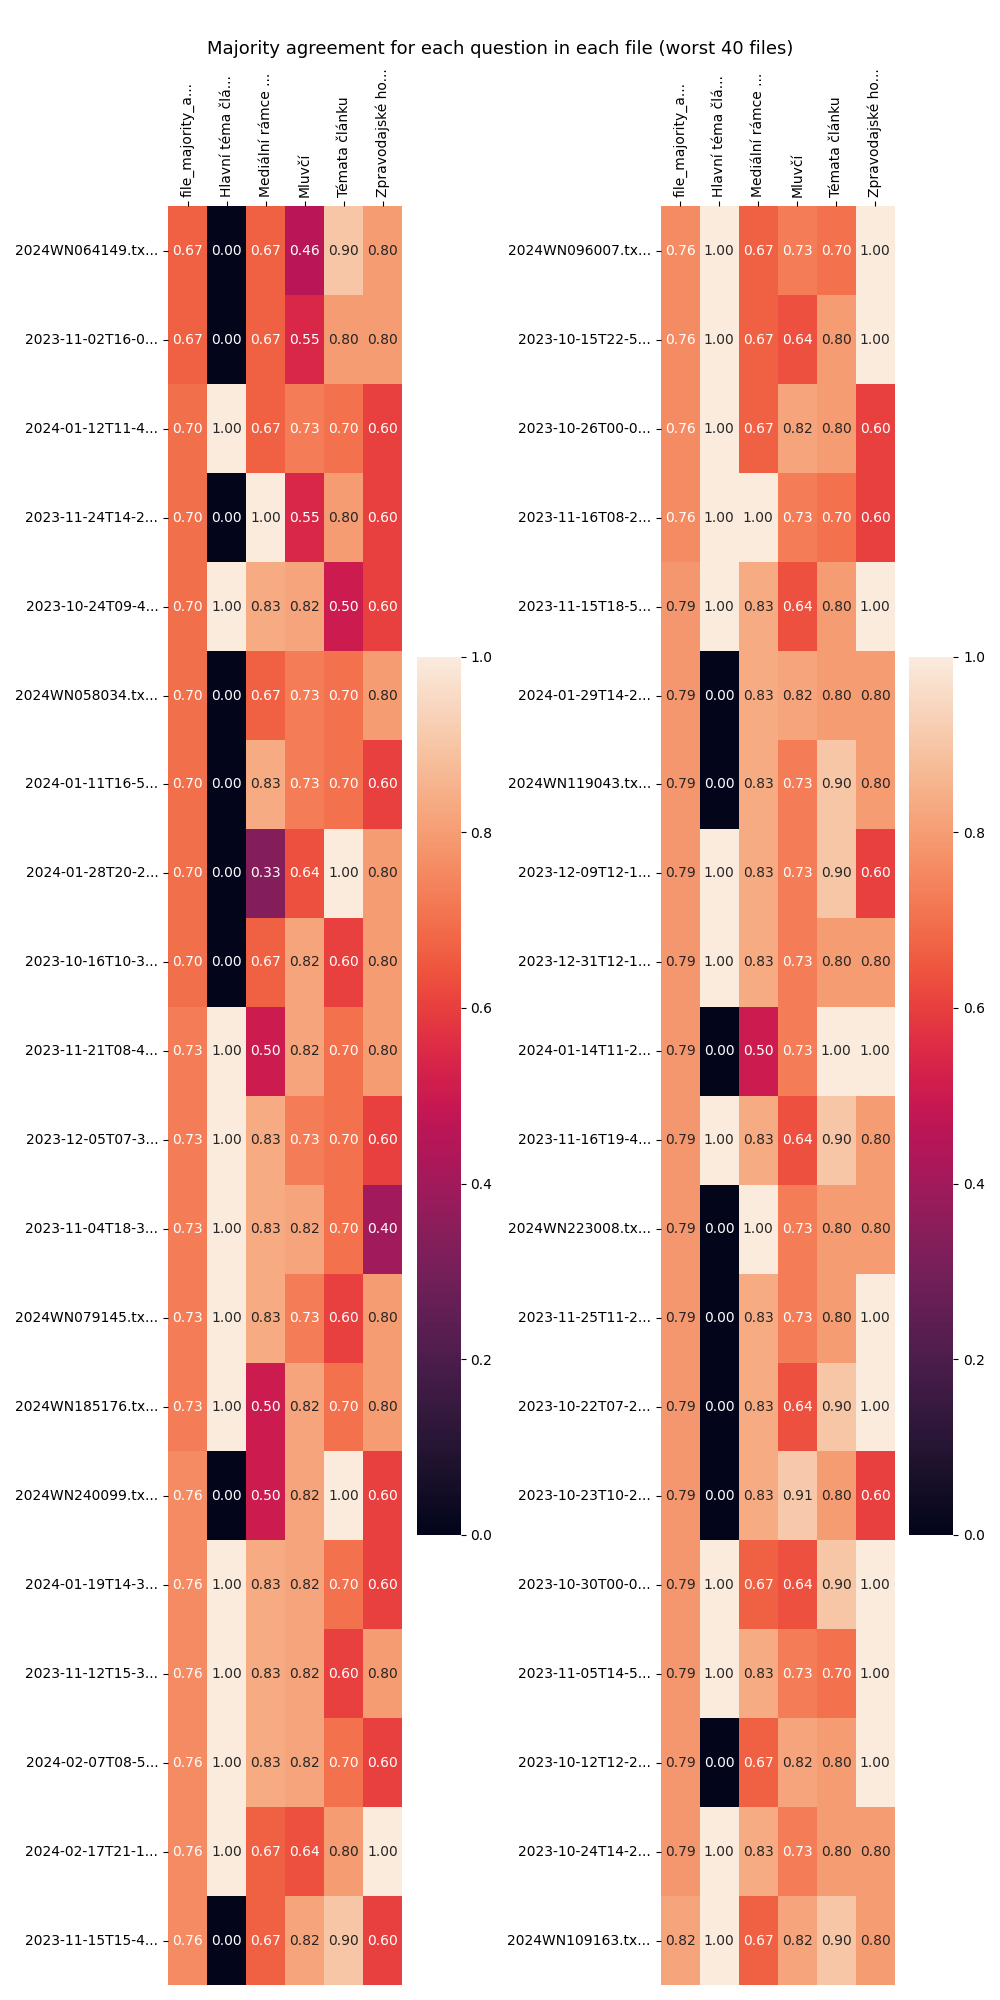 Majority agreement for each question in each file (worst 40 files)
file_majority_a... Hlavní téma člá... Mediální rámce ... Mluvčí Témata článku Zpravodajské ho...
2024WN064149.tx... 0.67 0.00 0.67 0.46 0.90 0.80
2023-11-02T16-0... 0.67 0.00 0.67 0.55 0.80 0.80
2024-01-12T11-4... 0.70 1.00 0.67 0.73 0.70 0.60
2023-11-24T14-2... 0.70 0.00 1.00 0.55 0.80 0.60
2023-10-24T09-4... 0.70 1.00 0.83 0.82 0.50 0.60
2024WN058034.tx... 0.70 0.00 0.67 0.73 0.70 0.80
2024-01-11T16-5... 0.70 0.00 0.83 0.73 0.70 0.60
2024-01-28T20-2... 0.70 0.00 0.33 0.64 1.00 0.80
2023-10-16T10-3... 0.70 0.00 0.67 0.82 0.60 0.80
2023-11-21T08-4... 0.73 1.00 0.50 0.82 0.70 0.80
2023-12-05T07-3... 0.73 1.00 0.83 0.73 0.70 0.60
2023-11-04T18-3... 0.73 1.00 0.83 0.82 0.70 0.40
2024WN079145.tx... 0.73 1.00 0.83 0.73 0.60 0.80
2024WN185176.tx... 0.73 1.00 0.50 0.82 0.70 0.80
2024WN240099.tx... 0.76 0.00 0.50 0.82 1.00 0.60
2024-01-19T14-3... 0.76 1.00 0.83 0.82 0.70 0.60
2023-11-12T15-3... 0.76 1.00 0.83 0.82 0.60 0.80
2024-02-07T08-5... 0.76 1.00 0.83 0.82 0.70 0.60
2024-02-17T21-1... 0.76 1.00 0.67 0.64 0.80 1.00
2023-11-15T15-4... 0.76 0.00 0.67 0.82 0.90 0.60
1.0
0.8
0.6
0.4
0.2
0.0
file_majority_a... Hlavní téma člá... Mediální rámce ... Mluvčí Témata článku Zpravodajské ho...
2024WN096007.tx... 0.76 1.00 0.67 0.73 0.70 1.00
2023-10-15T22-5... 0.76 1.00 0.67 0.64 0.80 1.00
2023-10-26T00-0... 0.76 1.00 0.67 0.82 0.80 0.60
2023-11-16T08-2... 0.76 1.00 1.00 0.73 0.70 0.60
2023-11-15T18-5... 0.79 1.00 0.83 0.64 0.80 1.00
2024-01-29T14-2... 0.79 0.00 0.83 0.82 0.80 0.80
2024WN119043.tx... 0.79 0.00 0.83 0.73 0.90 0.80
2023-12-09T12-1... 0.79 1.00 0.83 0.73 0.90 0.60
2023-12-31T12-1... 0.79 1.00 0.83 0.73 0.80 0.80
2024-01-14T11-2... 0.79 0.00 0.50 0.73 1.00 1.00
2023-11-16T19-4... 0.79 1.00 0.83 0.64 0.90 0.80
2024WN223008.tx... 0.79 0.00 1.00 0.73 0.80 0.80
2023-11-25T11-2... 0.79 0.00 0.83 0.73 0.80 1.00
2023-10-22T07-2... 0.79 0.00 0.83 0.64 0.90 1.00
2023-10-23T10-2... 0.79 0.00 0.83 0.91 0.80 0.60
2023-10-30T00-0... 0.79 1.00 0.67 0.64 0.90 1.00
2023-11-05T14-5... 0.79 1.00 0.83 0.73 0.70 1.00
2023-10-12T12-2... 0.79 0.00 0.67 0.82 0.80 1.00
2023-10-24T14-2... 0.79 1.00 0.83 0.73 0.80 0.80
2024WN109163.tx... 0.82 1.00 0.67 0.82 0.90 0.80
1.0
0.8
0.6
0.4
0.2
0.0